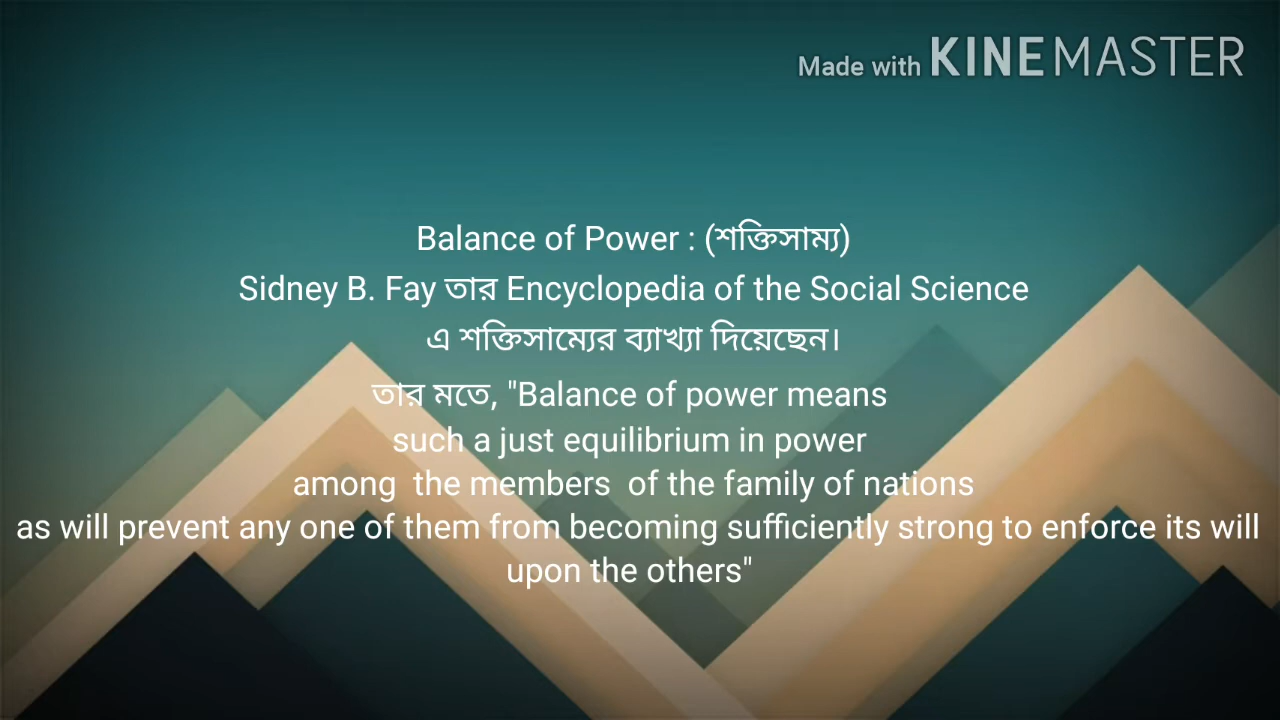 Made with KINEMASTER
Balance of Power : (শক্তিসাম্য)
Sidney B. Fay তার Encyclopedia of the Social Science
এ শক্তিসাম্যের ব্যাখ্যা দিয়েছেন।
তার মতে, "Balance of power means
such a just equilibrium in power
among  the members  of the family of nations
as will prevent any one of them from becoming sufficiently strong to enforce its will
upon the others"